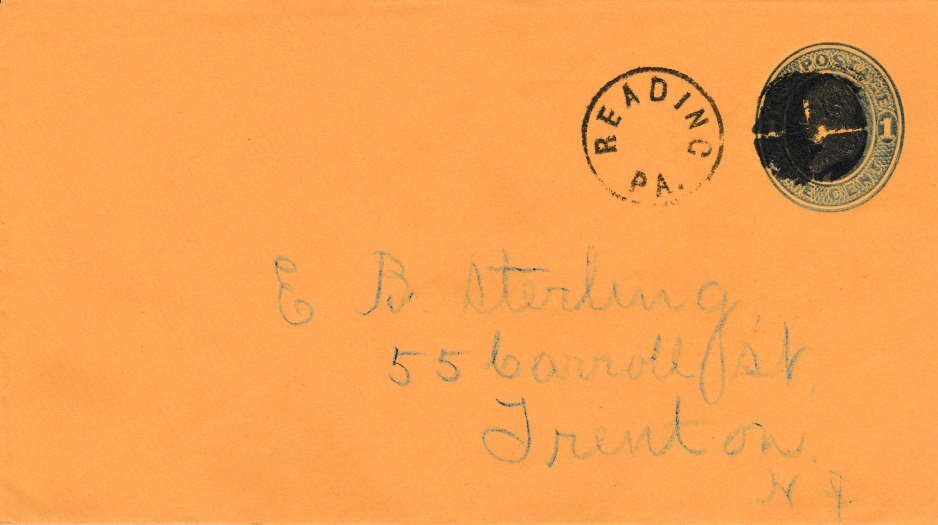 READING
PA.
POSTAGE
1
ONE CENT
E B. Sterling,
55 Carroll St,
Trenton.
N J